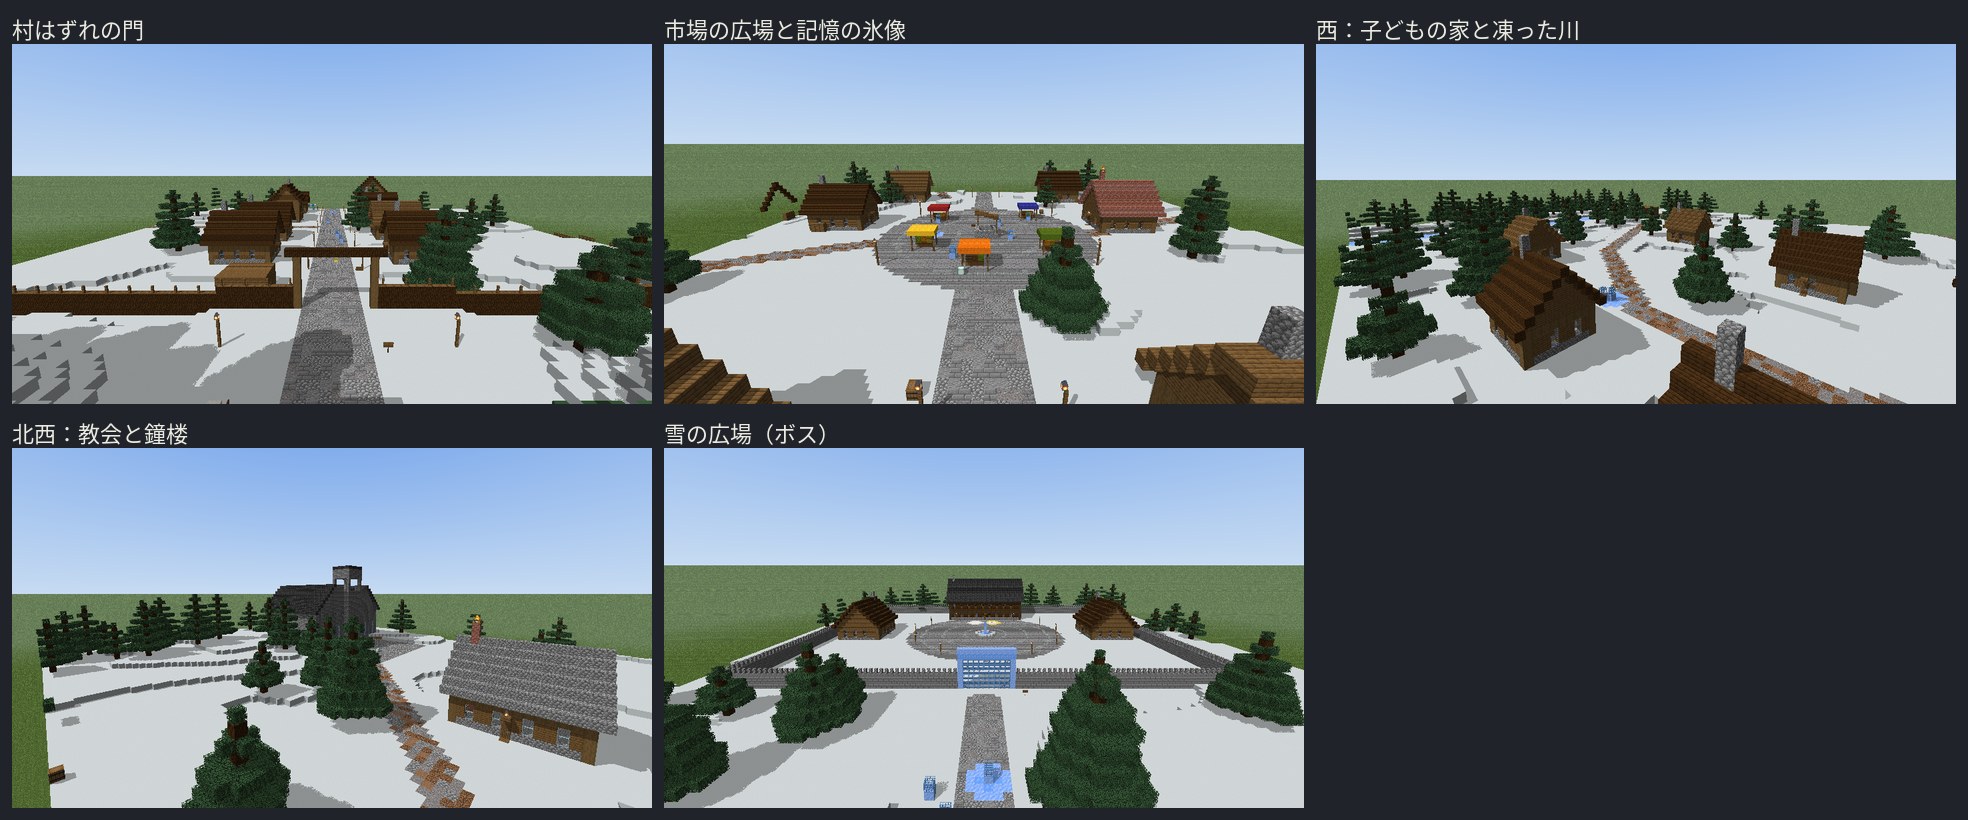 村はずれの門
市場の広場と記憶の氷像
西：子どもの家と凍った川
北西：教会と鐘楼
雪の広場（ボス）